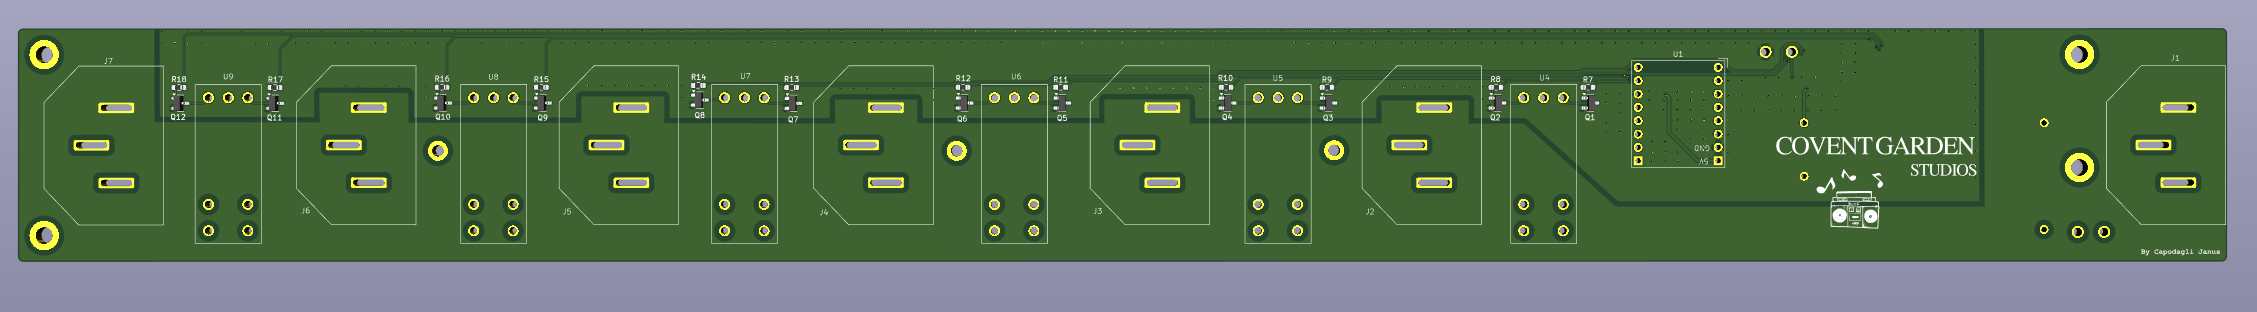 J7
R18
U9
R17
Q12
Q11
J6
R16
U8
R15
Q10
Q9
J5
R14
U7
R13
Q8
Q7
J4
R12
U6
R11
Q6
Q5
J3
R10
U5
R9
Q4
Q3
J2
R8
U4
R7
Q2
Q1
U1
GND
5V
COVENT GARDEN
STUDIOS
J1
By Capodagli Janus